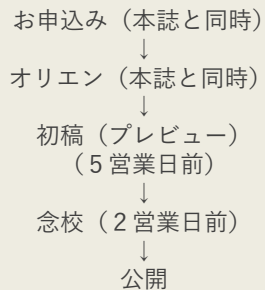 お申込み（本誌と同時）
↓
オリエン（本誌と同時）
↓
初稿（プレビュー）
（５営業日前）
↓
念校（２営業日前）
↓
公開